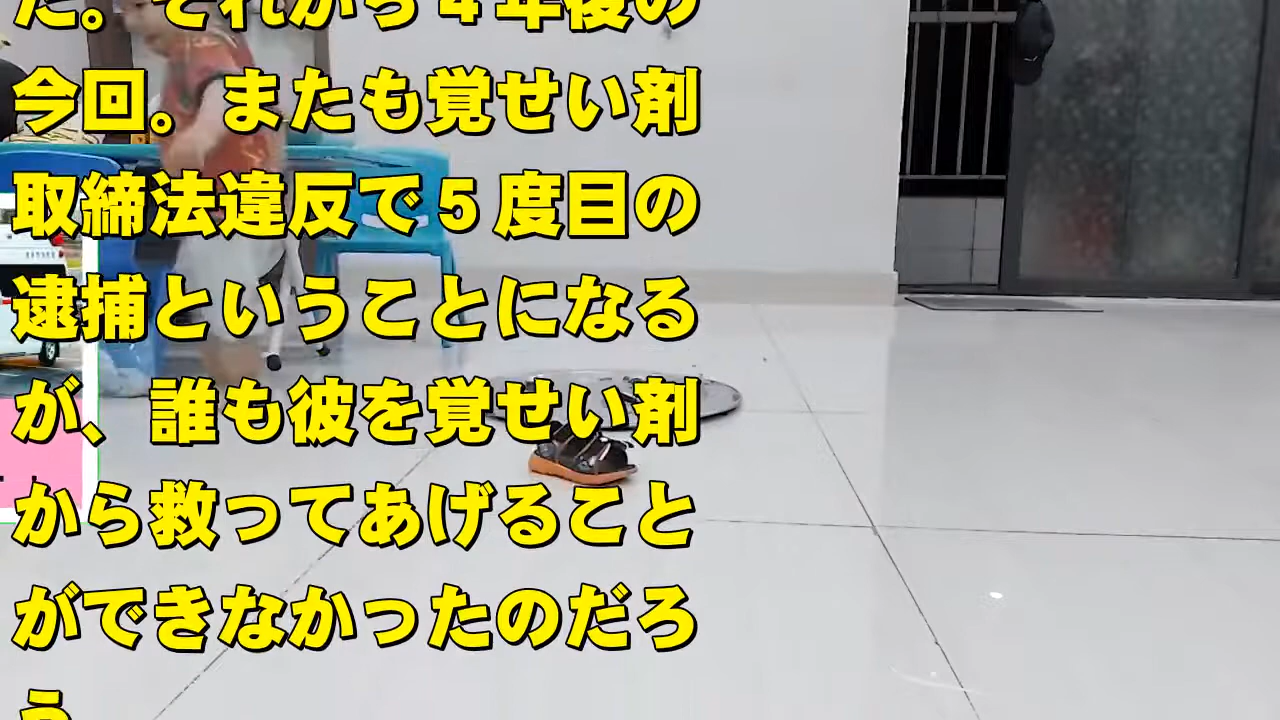 た。それから４年後の
今回。またも覚せい剤
取締法違反で５度目の
逮捕ということになる
が、誰も彼を覚せい剤
から救ってあげること
ができなかったのだろ
う